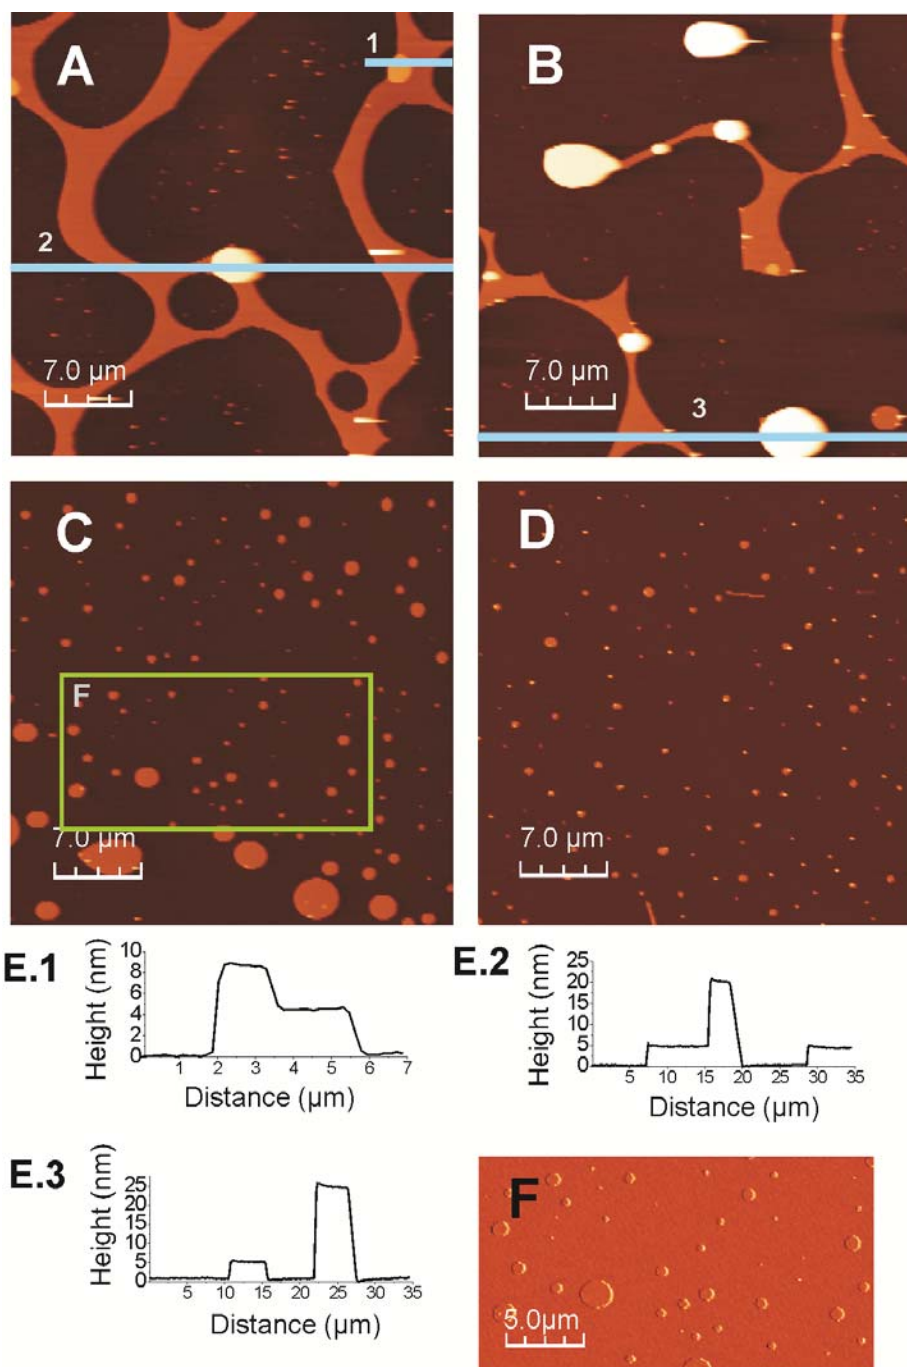 A
1
2
7.0 µm
B
3
7.0 µm
C
F
7.0 µm
D
7.0 µm
E.1
Height (nm)
10
8
6
4
2
0
1 2 3 4 5 6 7
Distance (µm)
E.2
Height (nm)
25
20
15
10
5
0
5 10 15 20 25 30 35
Distance (µm)
E.3
Height (nm)
25
20
15
10
5
0
5 10 15 20 25 30 35
Distance (µm)
F
5.0µm